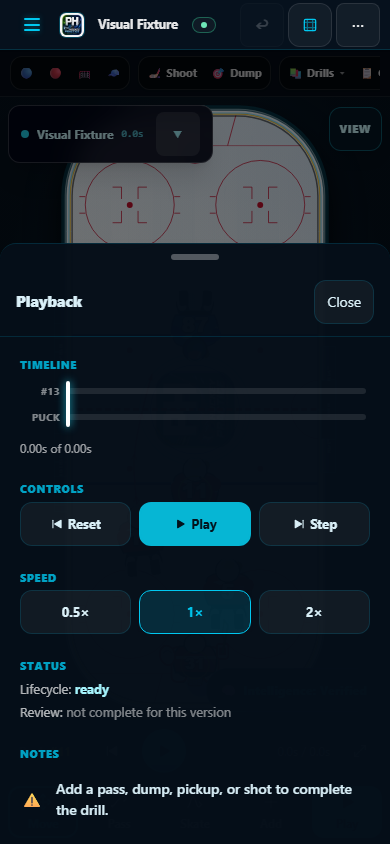 PH
Visual Fixture
Shoot
Dump
Drills
Visual Fixture 0.0s
VIEW
Playback
Close
TIMELINE
#13
PUCK
0.00s of 0.00s
CONTROLS
Reset
Play
Step
SPEED
0.5×
1×
2×
STATUS
Lifecycle: ready
Review: not complete for this version
NOTES
Add a pass, dump, pickup, or shot to complete
the drill.